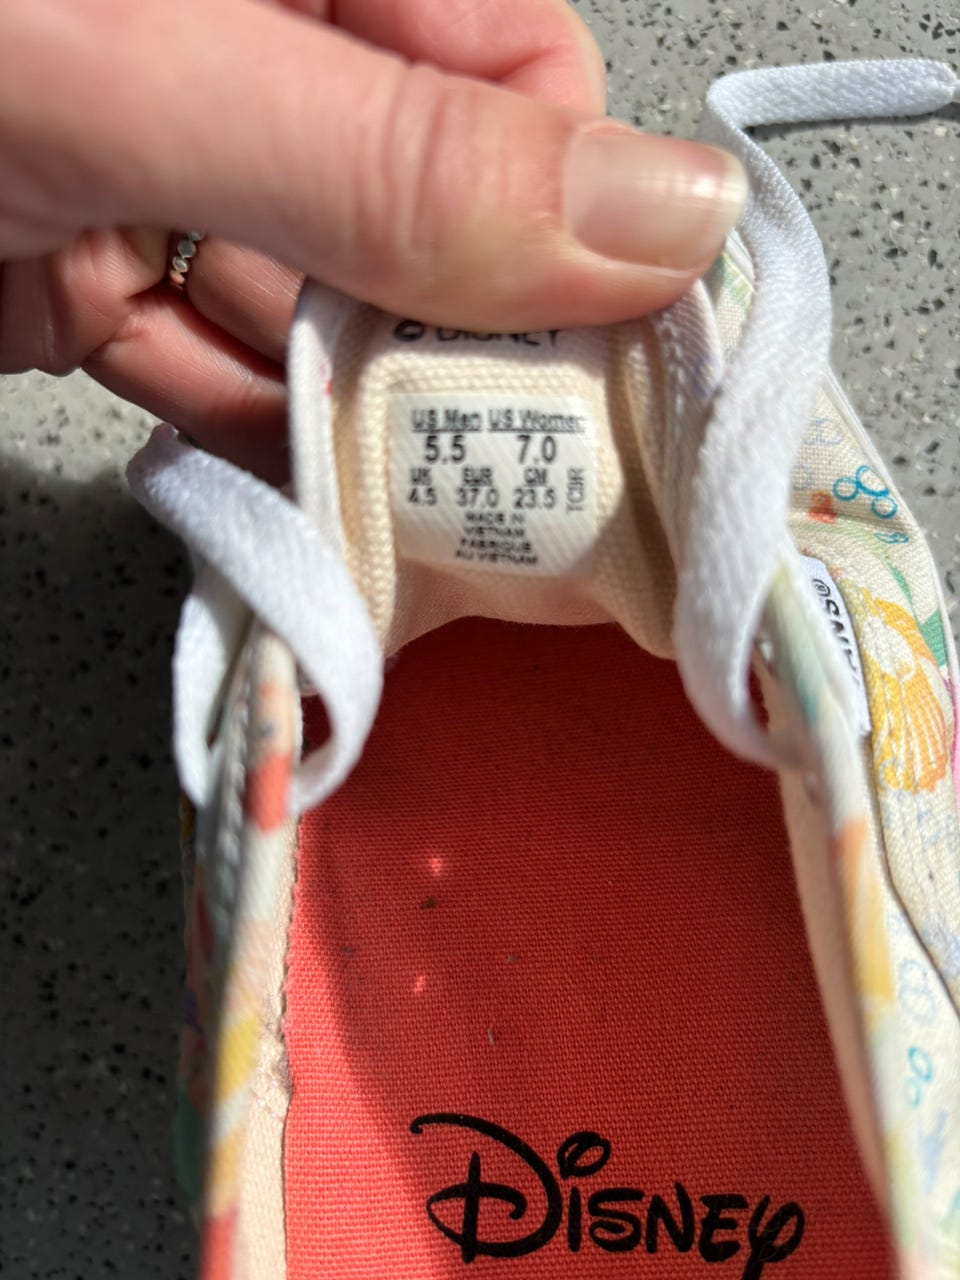 © DISNEY
US Men US Women
5.5 7.0
UK EUR CM
4.5 37.0 23.5
MADE IN
VIETNAM
FABRIQUE
AU VIETNAM
DISNEY